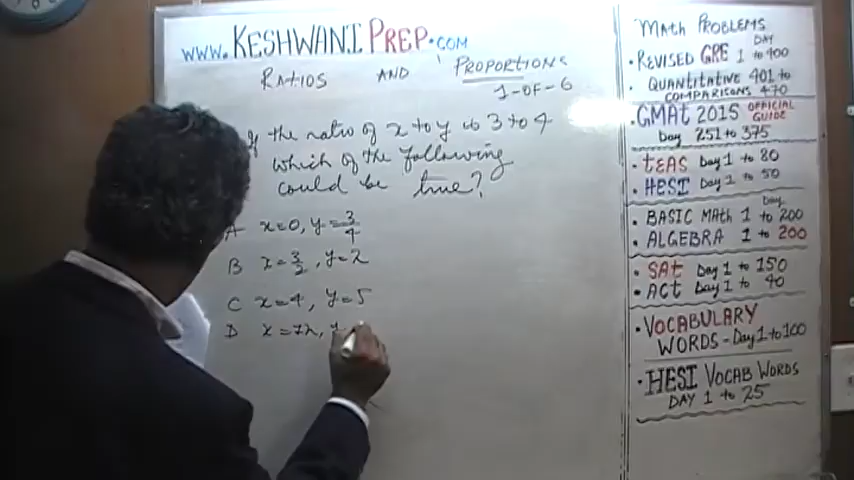 www.KESHWANIPREP.COM
RATIOS AND PROPORTIONS
1-OF-6
If the ratio of x to y is 3 to 4
which of the following
could be true?
A x=0, y=3/4
B x=3/2, y=2
C x=4, y=5
D x=72, y
MATH PROBLEMS
DAY
• REVISED GRE 1 to 400
• QUANTITATIVE 401 to
COMPARISONS 470
• GMAT 2015 OFFICIAL GUIDE
Day 251 to 375
• TEAS Day 1 to 80
• HESI Day 1 to 50
Day
• BASIC MATH 1 to 200
• ALGEBRA 1 to 200
• SAT Day 1 to 150
• ACT Day 1 to 40
• VOCABULARY
WORDS - Day 1 to 100
• HESI VOCAB WORDS
DAY 1 to 25